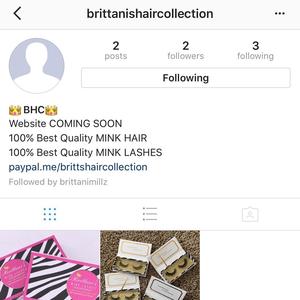 brittanishaircollection
2 2 3
posts followers following
Following
BHC
Website COMING SOON
100% Best Quality MINK HAIR
100% Best Quality MINK LASHES
paypal.me/brittshaircollection
Followed by brittanimillz